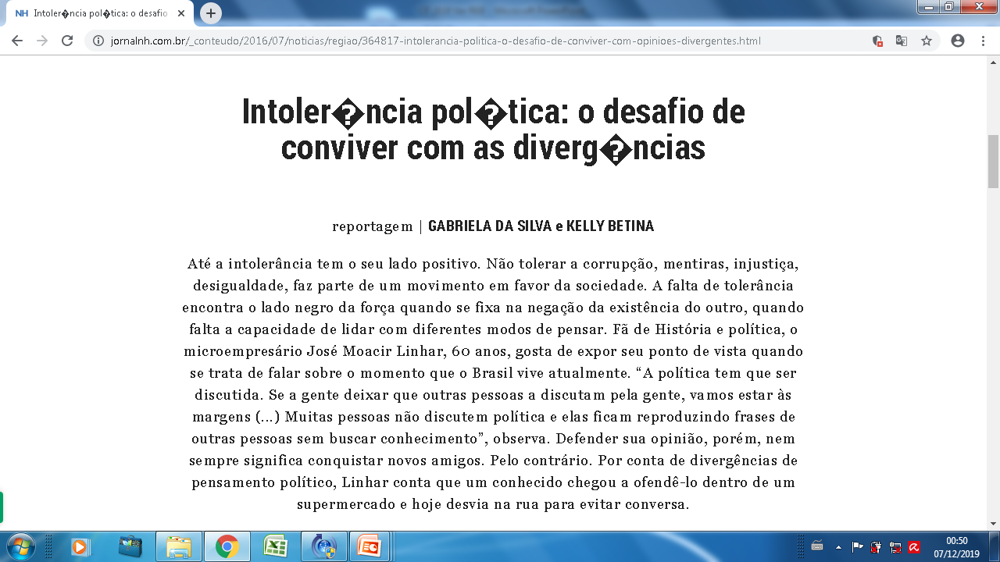 NH Intoler�ncia pol�tica: o desafio
jornalnh.com.br/_conteudo/2016/07/noticias/regiao/364817-intolerancia-politica-o-desafio-de-conviver-com-opinioes-divergentes.html
Intoler�ncia pol�tica: o desafio de
conviver com as diverg�ncias
reportagem | GABRIELA DA SILVA e KELLY BETINA
Até a intolerância tem o seu lado positivo. Não tolerar a corrupção, mentiras, injustiça,
desigualdade, faz parte de um movimento em favor da sociedade. A falta de tolerância
encontra o lado negro da força quando se fixa na negação da existência do outro, quando
falta a capacidade de lidar com diferentes modos de pensar. Fã de História e política, o
microempresário José Moacir Linhar, 60 anos, gosta de expor seu ponto de vista quando
se trata de falar sobre o momento que o Brasil vive atualmente. “A política tem que ser
discutida. Se a gente deixar que outras pessoas a discutam pela gente, vamos estar às
margens (...) Muitas pessoas não discutem política e elas ficam reproduzindo frases de
outras pessoas sem buscar conhecimento”, observa. Defender sua opinião, porém, nem
sempre significa conquistar novos amigos. Pelo contrário. Por conta de divergências de
pensamento político, Linhar conta que um conhecido chegou a ofendê-lo dentro de um
supermercado e hoje desvia na rua para evitar conversa.
00:50
07/12/2019